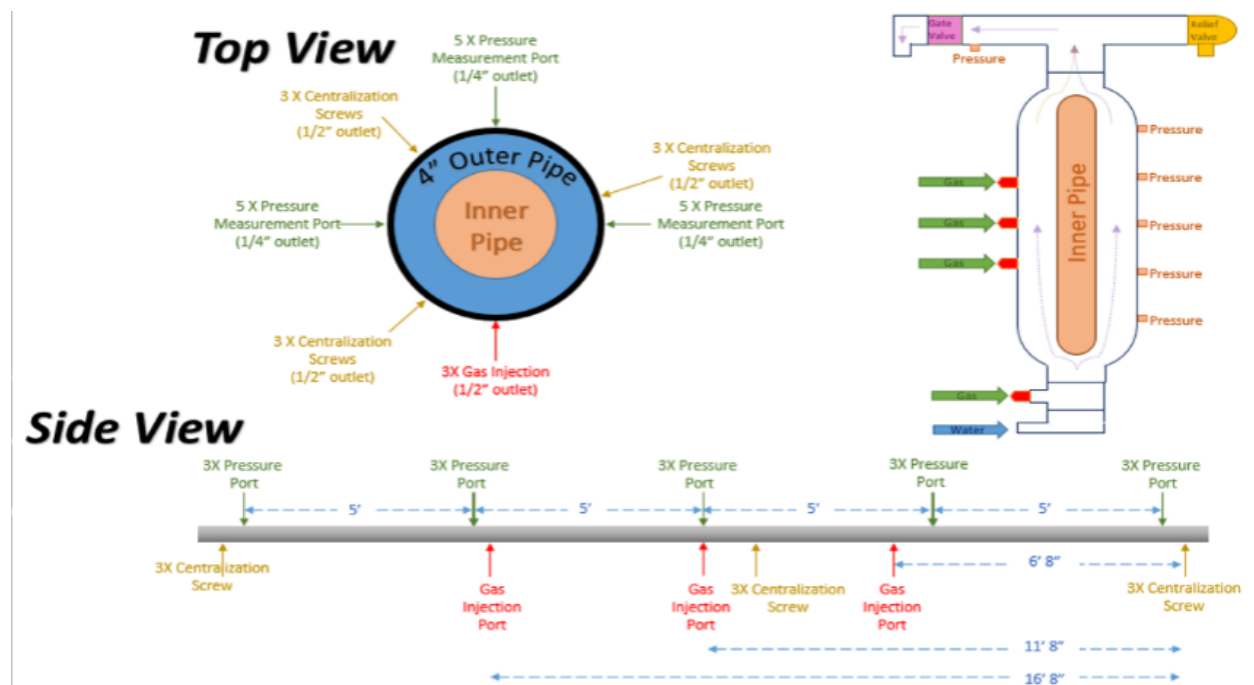 Top View
5 X Pressure
Measurement Port
(1/4” outlet)
3 X Centralization
Screws
(1/2” outlet)
3 X Centralization
Screws
(1/2” outlet)
4” Outer Pipe
Inner
Pipe
5 X Pressure
Measurement Port
(1/4” outlet)
5 X Pressure
Measurement Port
(1/4” outlet)
3 X Centralization
Screws
(1/2” outlet)
3X Gas Injection
(1/2” outlet)
Gate
Valve
Relief
Valve
Pressure
Pressure
Pressure
Pressure
Pressure
Pressure
Gas
Gas
Gas
Inner Pipe
Gas
Water
Side View
3X Pressure
Port
3X Pressure
Port
3X Pressure
Port
3X Pressure
Port
3X Pressure
Port
5’
5’
5’
5’
6’ 8”
3X Centralization
Screw
Gas
Injection
Port
Gas
Injection
Port
3X Centralization
Screw
Gas
Injection
Port
3X Centralization
Screw
11’ 8”
16’ 8”